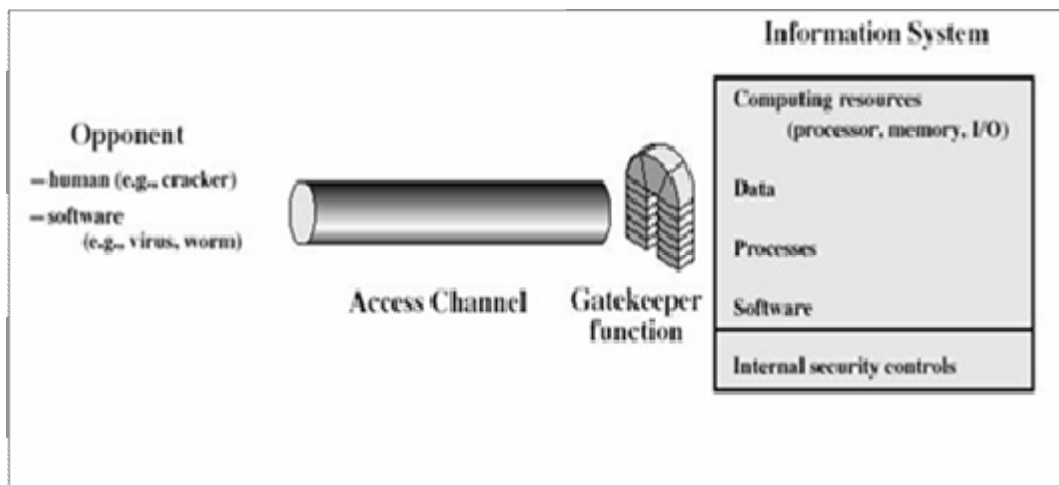 Information System
Computing resources
(processor, memory, I/O)
Data
Processes
Software
Internal security controls
Opponent
—human (e.g., cracker)
—software
(e.g., virus, worm)
Access Channel
Gatekeeper
function